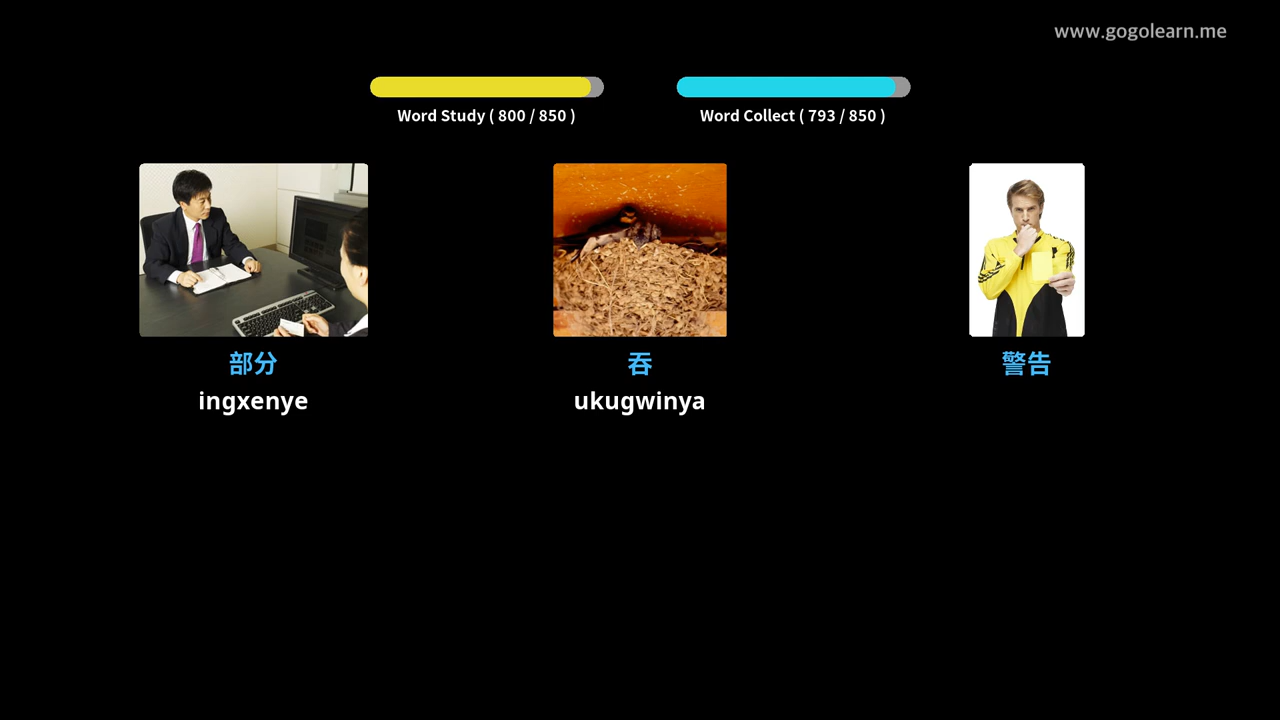 www.gogolearn.me
Word Study ( 800 / 850 )
Word Collect ( 793 / 850 )
部分
吞
警告
ingxenye
ukugwinya